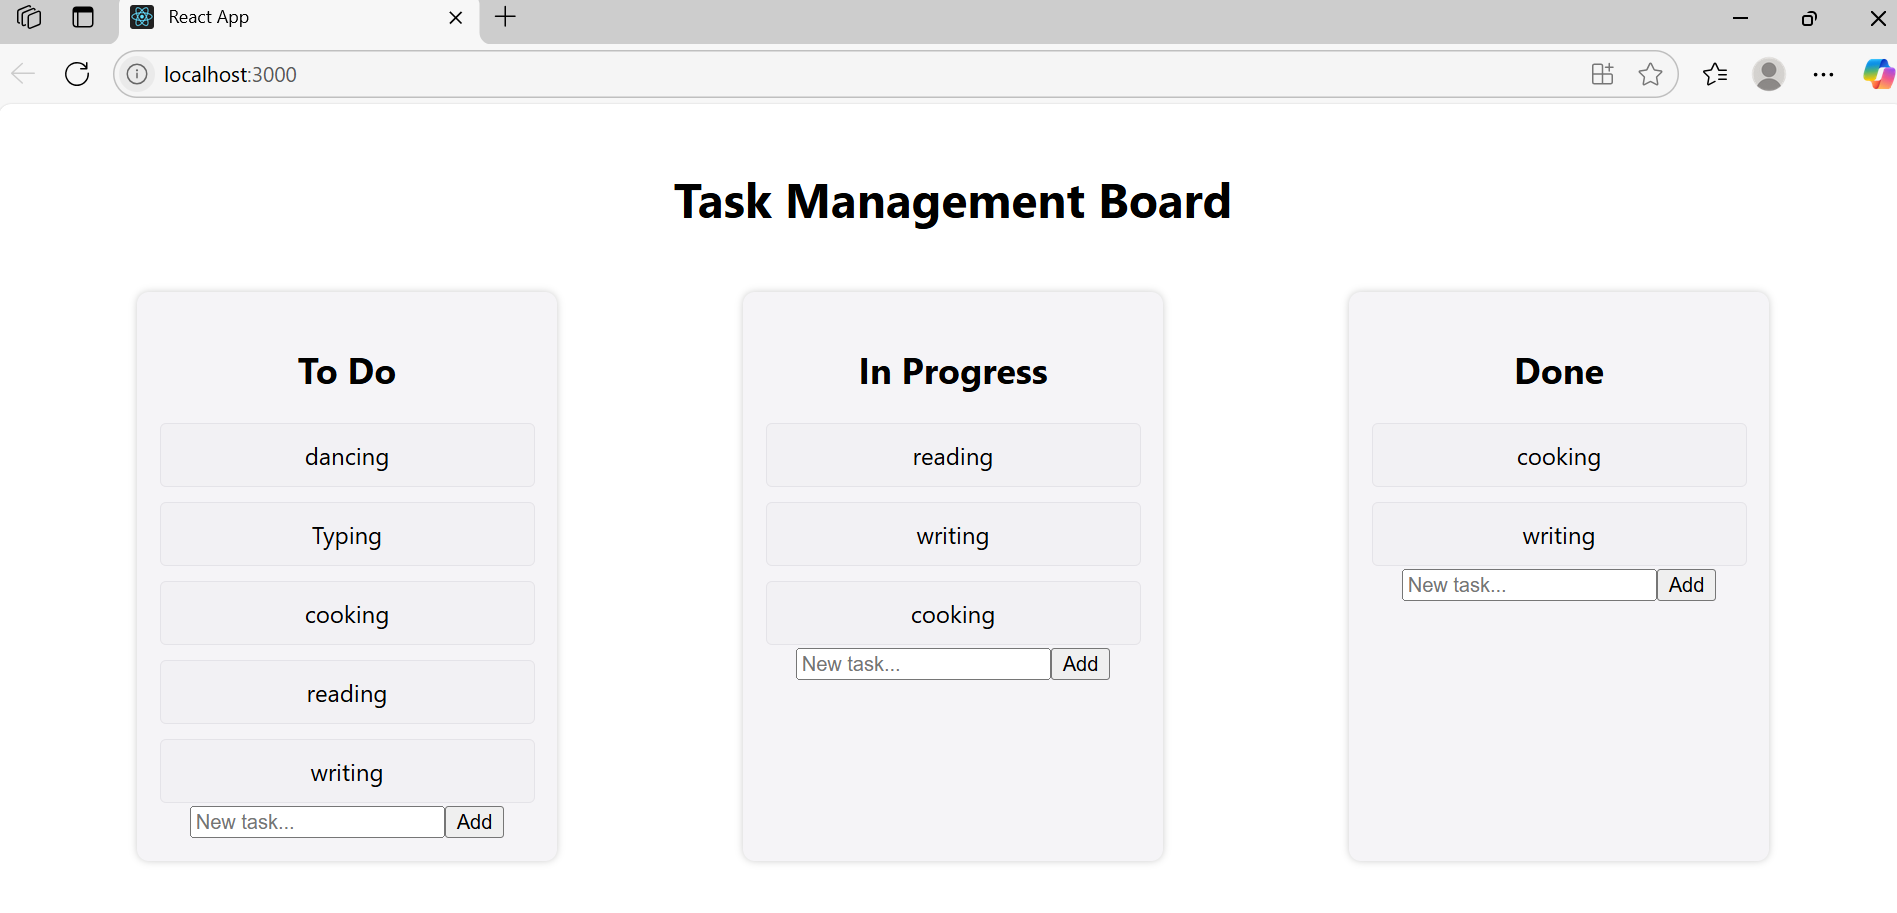 React App
localhost:3000
Task Management Board
To Do
dancing
Typing
cooking
reading
writing
New task...
Add
In Progress
reading
writing
cooking
New task...
Add
Done
cooking
writing
New task...
Add